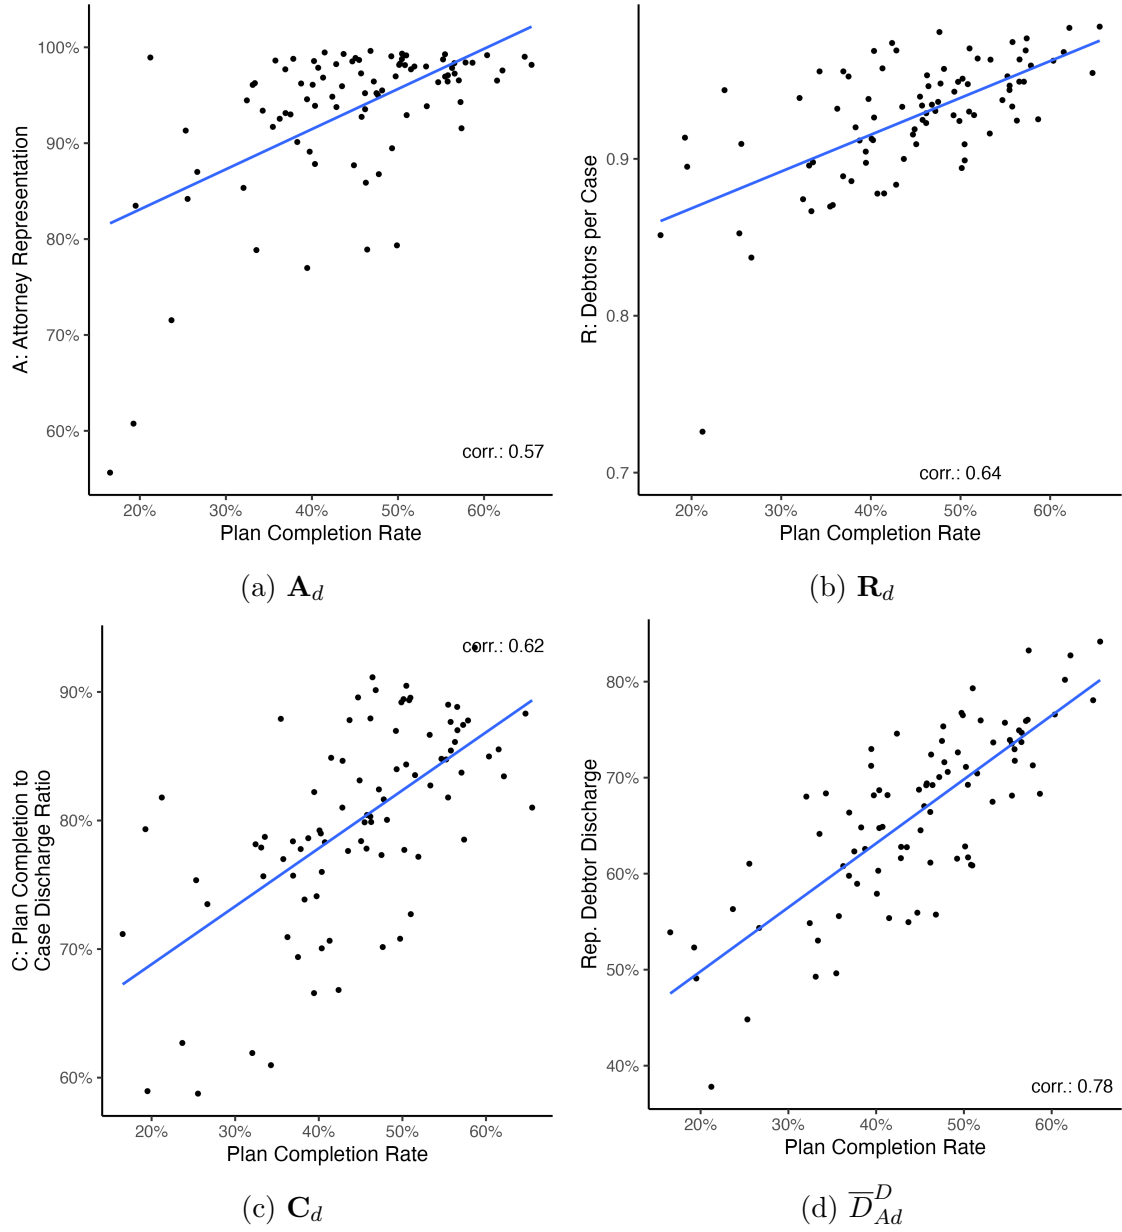 A: Attorney Representation
100%
90%
80%
70%
60%
corr.: 0.57
20%
30%
40%
50%
60%
Plan Completion Rate
(a) A_d
R: Debtors per Case
0.9
0.8
0.7
corr.: 0.64
20%
30%
40%
50%
60%
Plan Completion Rate
(b) R_d
C: Plan Completion to
Case Discharge Ratio
90%
80%
70%
60%
corr.: 0.62
20%
30%
40%
50%
60%
Plan Completion Rate
(c) C_d
Rep. Debtor Discharge
80%
70%
60%
50%
40%
corr.: 0.78
20%
30%
40%
50%
60%
Plan Completion Rate
(d) D̅^D_{Ad}